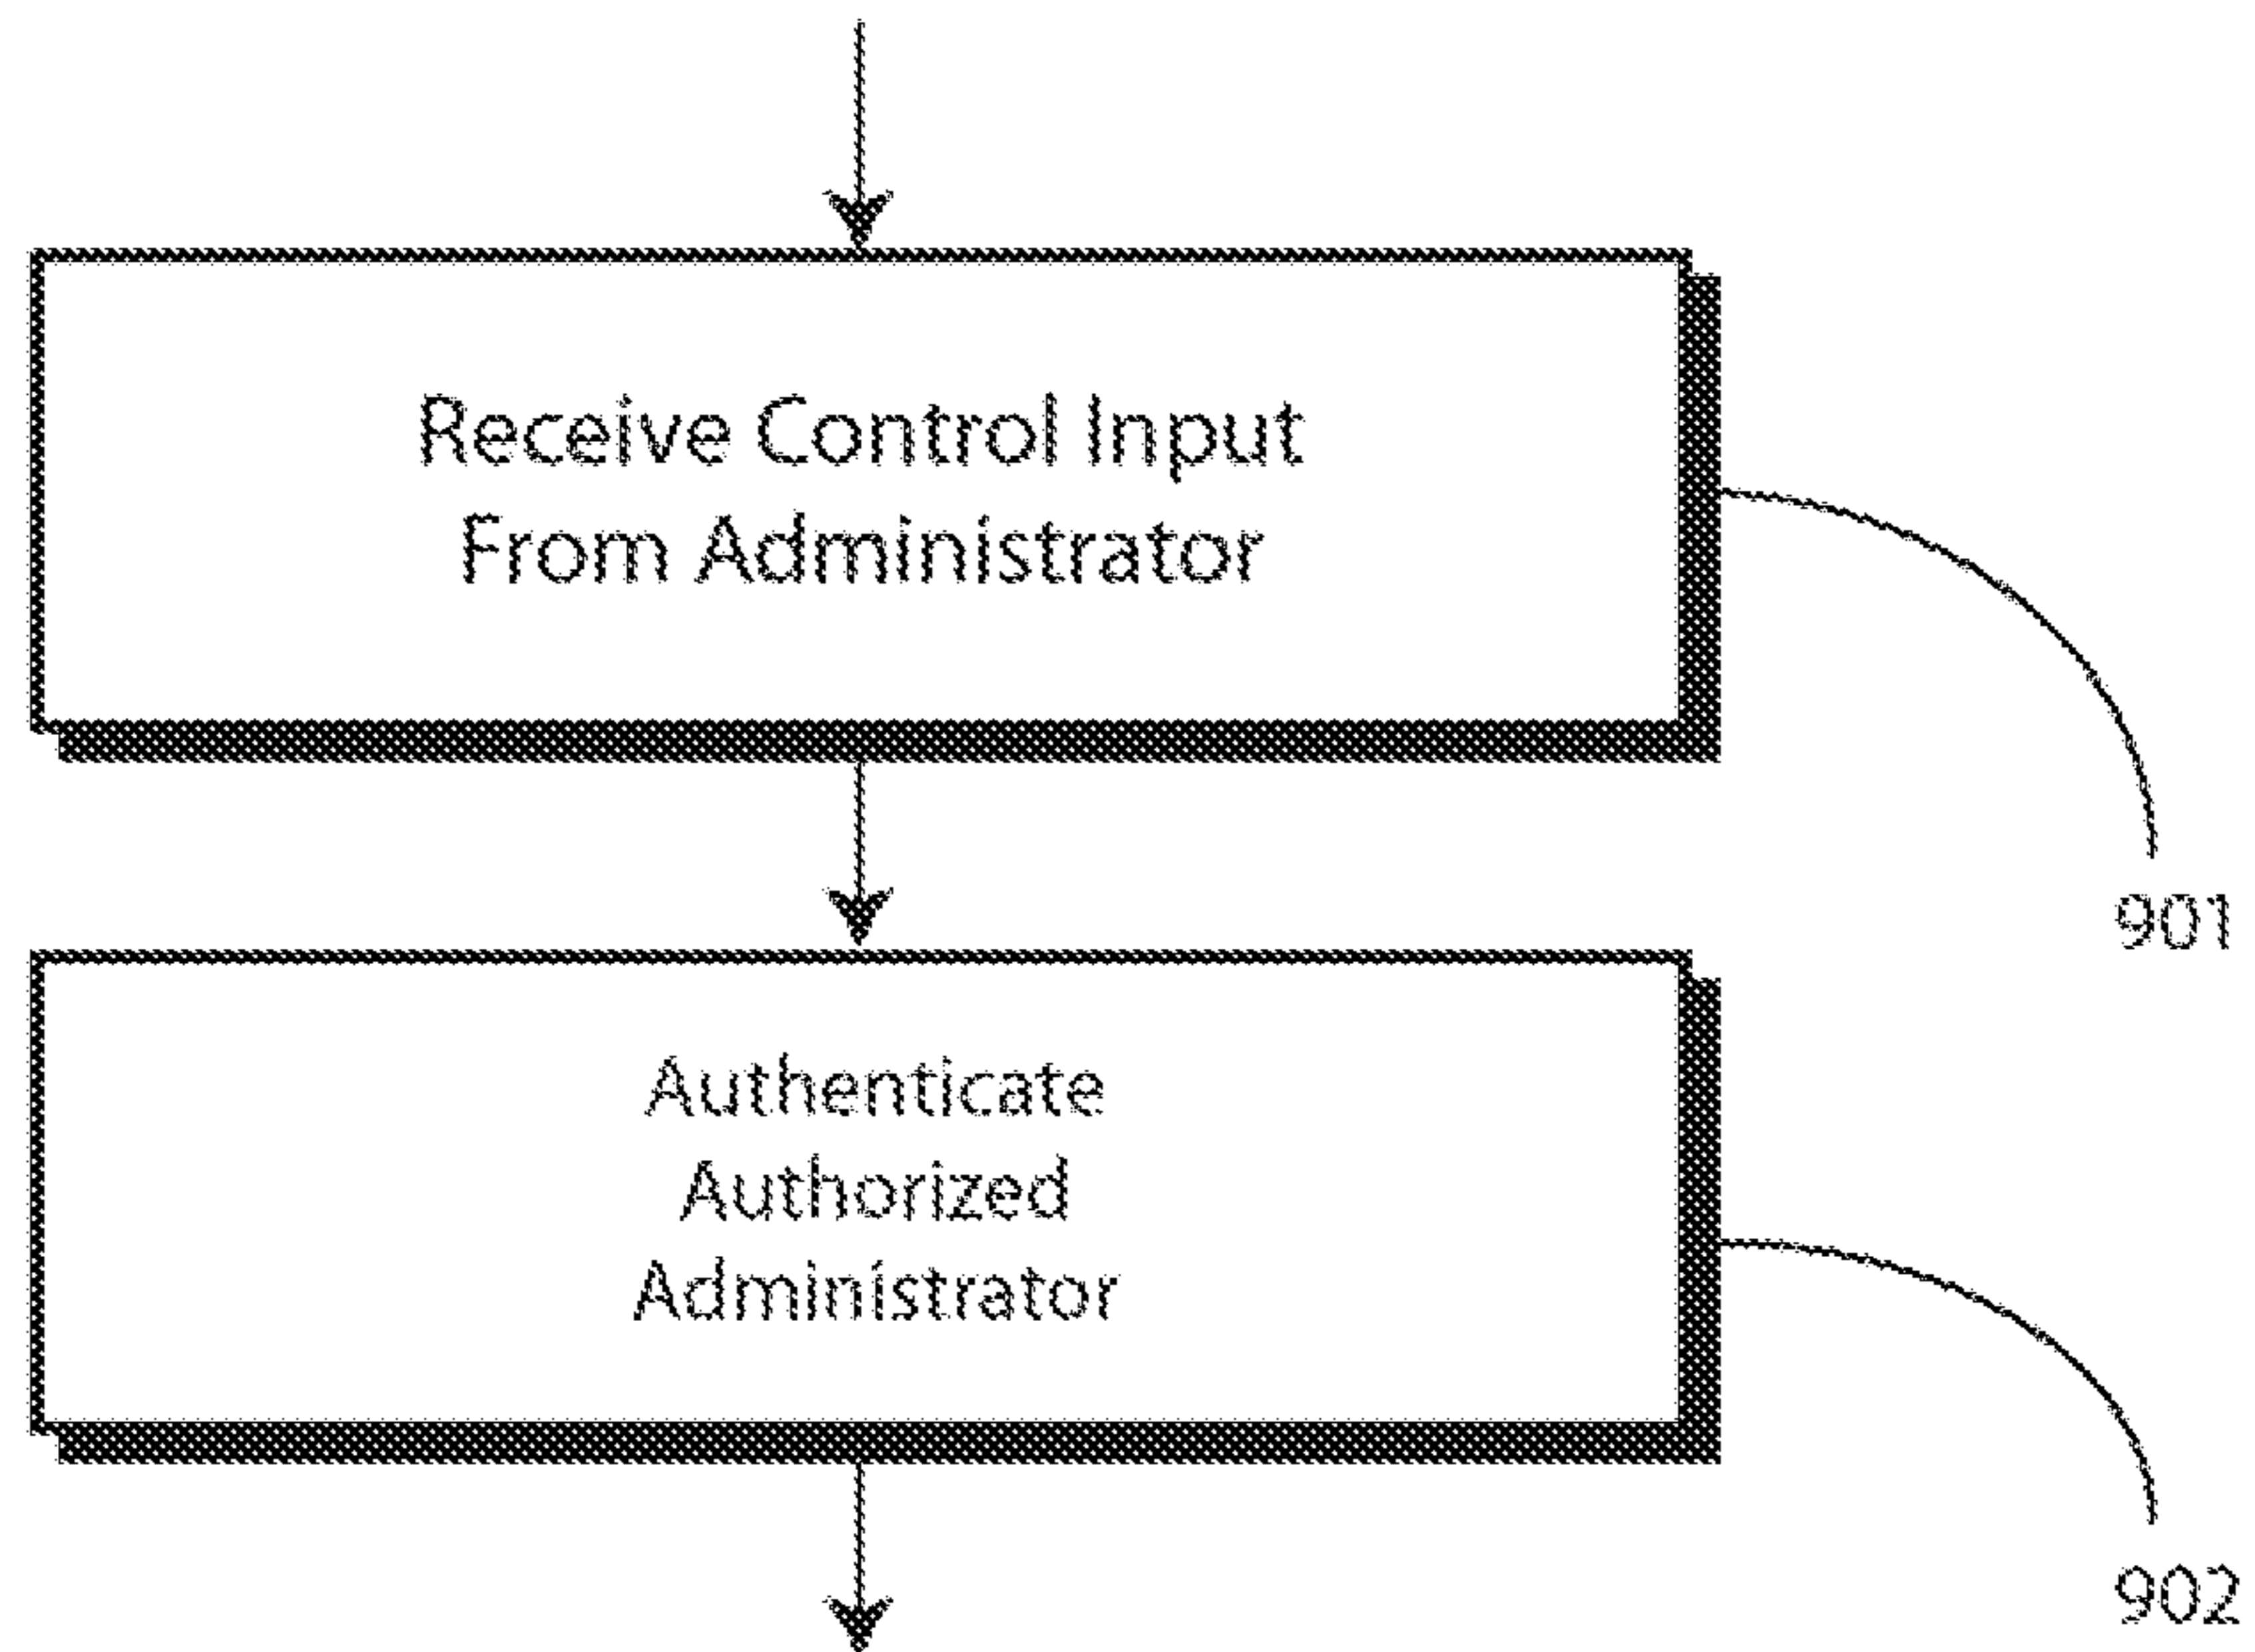 Receive Control Input
From Administrator
901
Authenticate
Authorized
Administrator
902